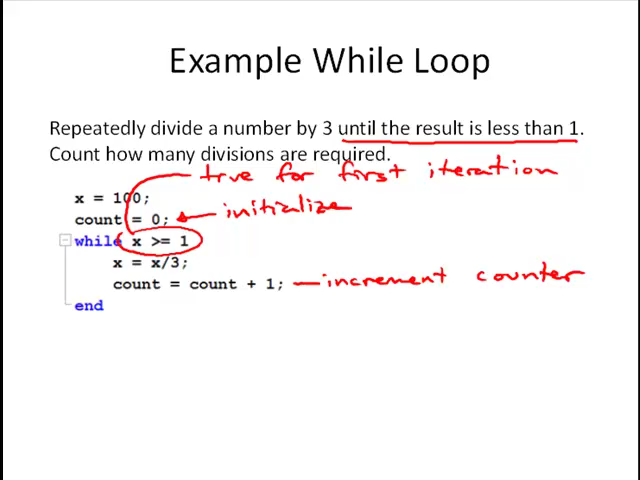 Example While Loop
Repeatedly divide a number by 3 until the result is less than 1.
Count how many divisions are required.
true for first iteration
x = 100;
count = 0; initialize
while x >= 1
x = x/3;
count = count + 1; increment counter
end